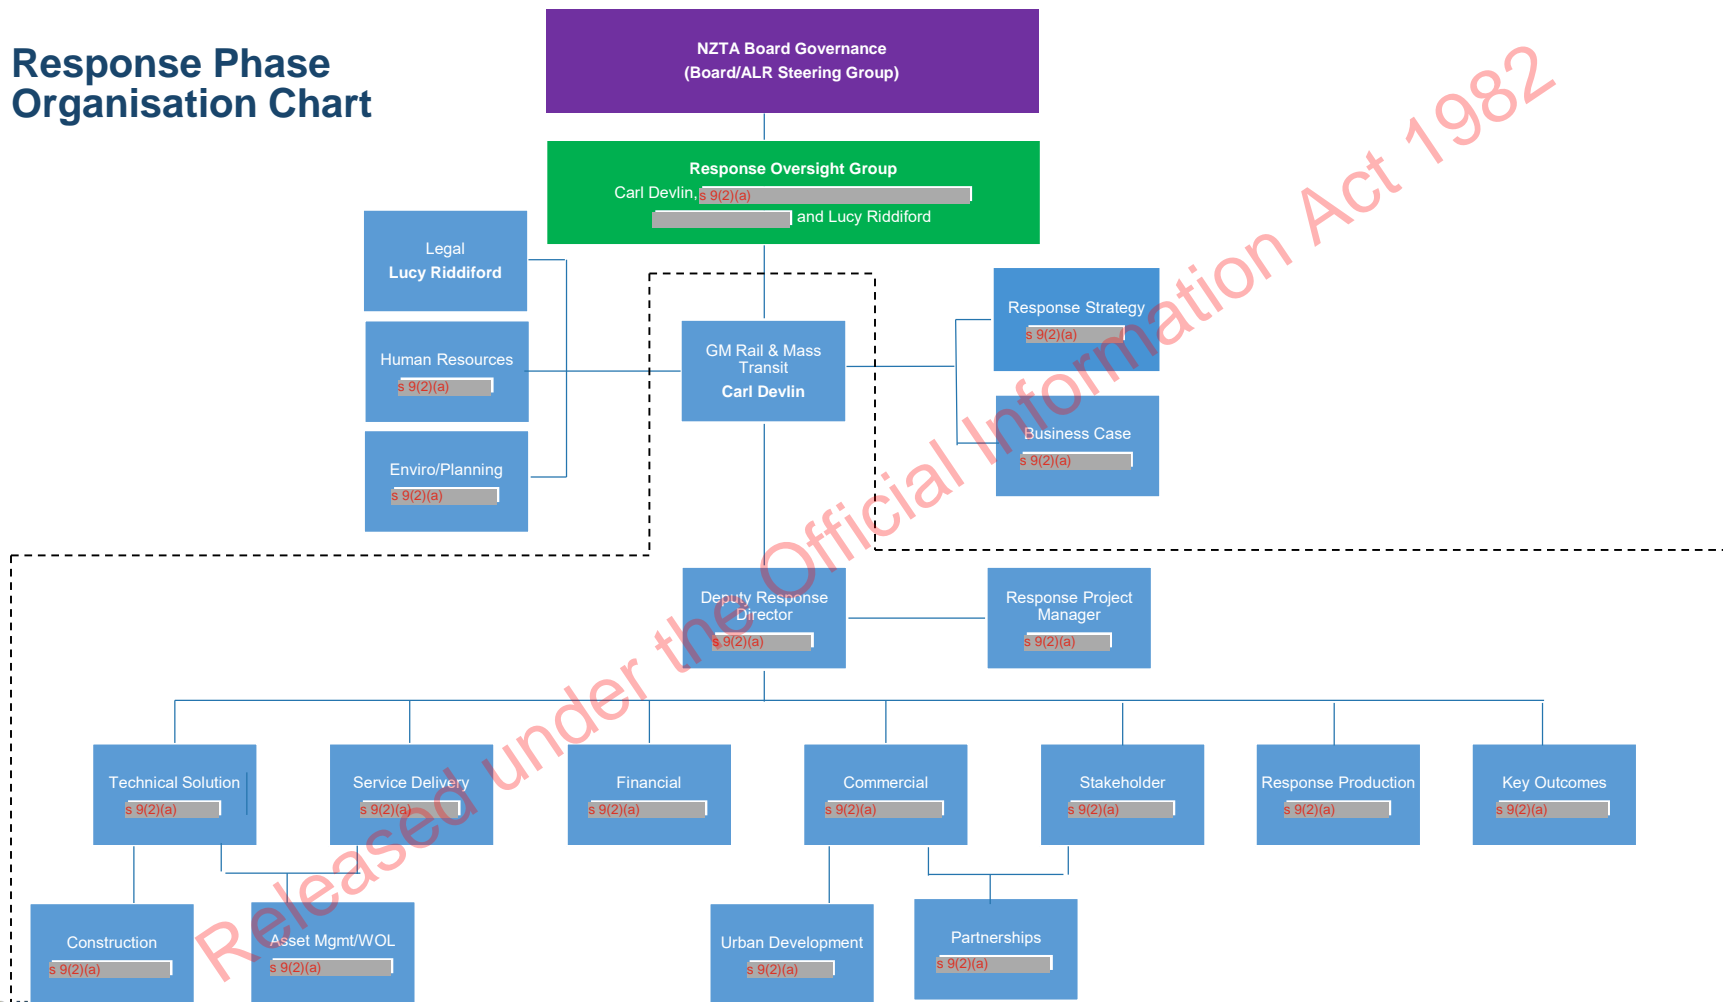 Response Phase
Organisation Chart
NZTA Board Governance
(Board/ALR Steering Group)
Response Oversight Group
Carl Devlin, s 9(2)(a)
and Lucy Riddiford
Legal
Lucy Riddiford
Human Resources
s 9(2)(a)
Enviro/Planning
s 9(2)(a)
GM Rail & Mass
Transit
Carl Devlin
Response Strategy
s 9(2)(a)
Business Case
s 9(2)(a)
Deputy Response
Director
s 9(2)(a)
Response Project
Manager
s 9(2)(a)
Technical Solution
s 9(2)(a)
Service Delivery
s 9(2)(a)
Financial
s 9(2)(a)
Commercial
s 9(2)(a)
Stakeholder
s 9(2)(a)
Response Production
s 9(2)(a)
Key Outcomes
s 9(2)(a)
Construction
s 9(2)(a)
Asset Mgmt/WOL
s 9(2)(a)
Urban Development
s 9(2)(a)
Partnerships
s 9(2)(a)
Released under the Official Information Act 1982